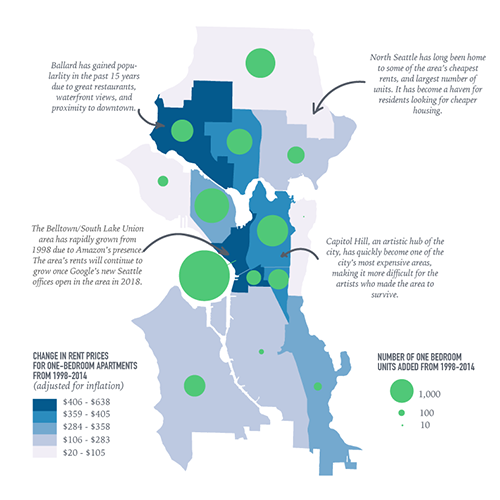 Ballard has gained popu-
larlity in the past 15 years
due to great restaurants,
waterfront views, and
proximity to downtown.
North Seattle has long been home
to some of the area's cheapest
rents, and largest number of
units. It has become a haven for
residents looking for cheaper
housing.
The Belltown/South Lake Union
area has rapidly grown from
1998 due to Amazon's presence
The area's rents will continue to
grow once Google's new Seattle
offices open in the area in 2018.
Capitol Hill, an artistic hub of the
city, has quickly become one of
the city's most expensive areas,
making it more difficult for the
artists who made the area to
survive.
CHANGE IN RENT PRICES
FOR ONE-BEDROOM APARTMENTS
FROM 1998-2014
(adjusted for inflation)
$406 - $638
$359 - $405
$284 - $358
$106 - $283
$20 - $105
NUMBER OF ONE BEDROOM
UNITS ADDED FROM 1998-2014
1,000
100
10